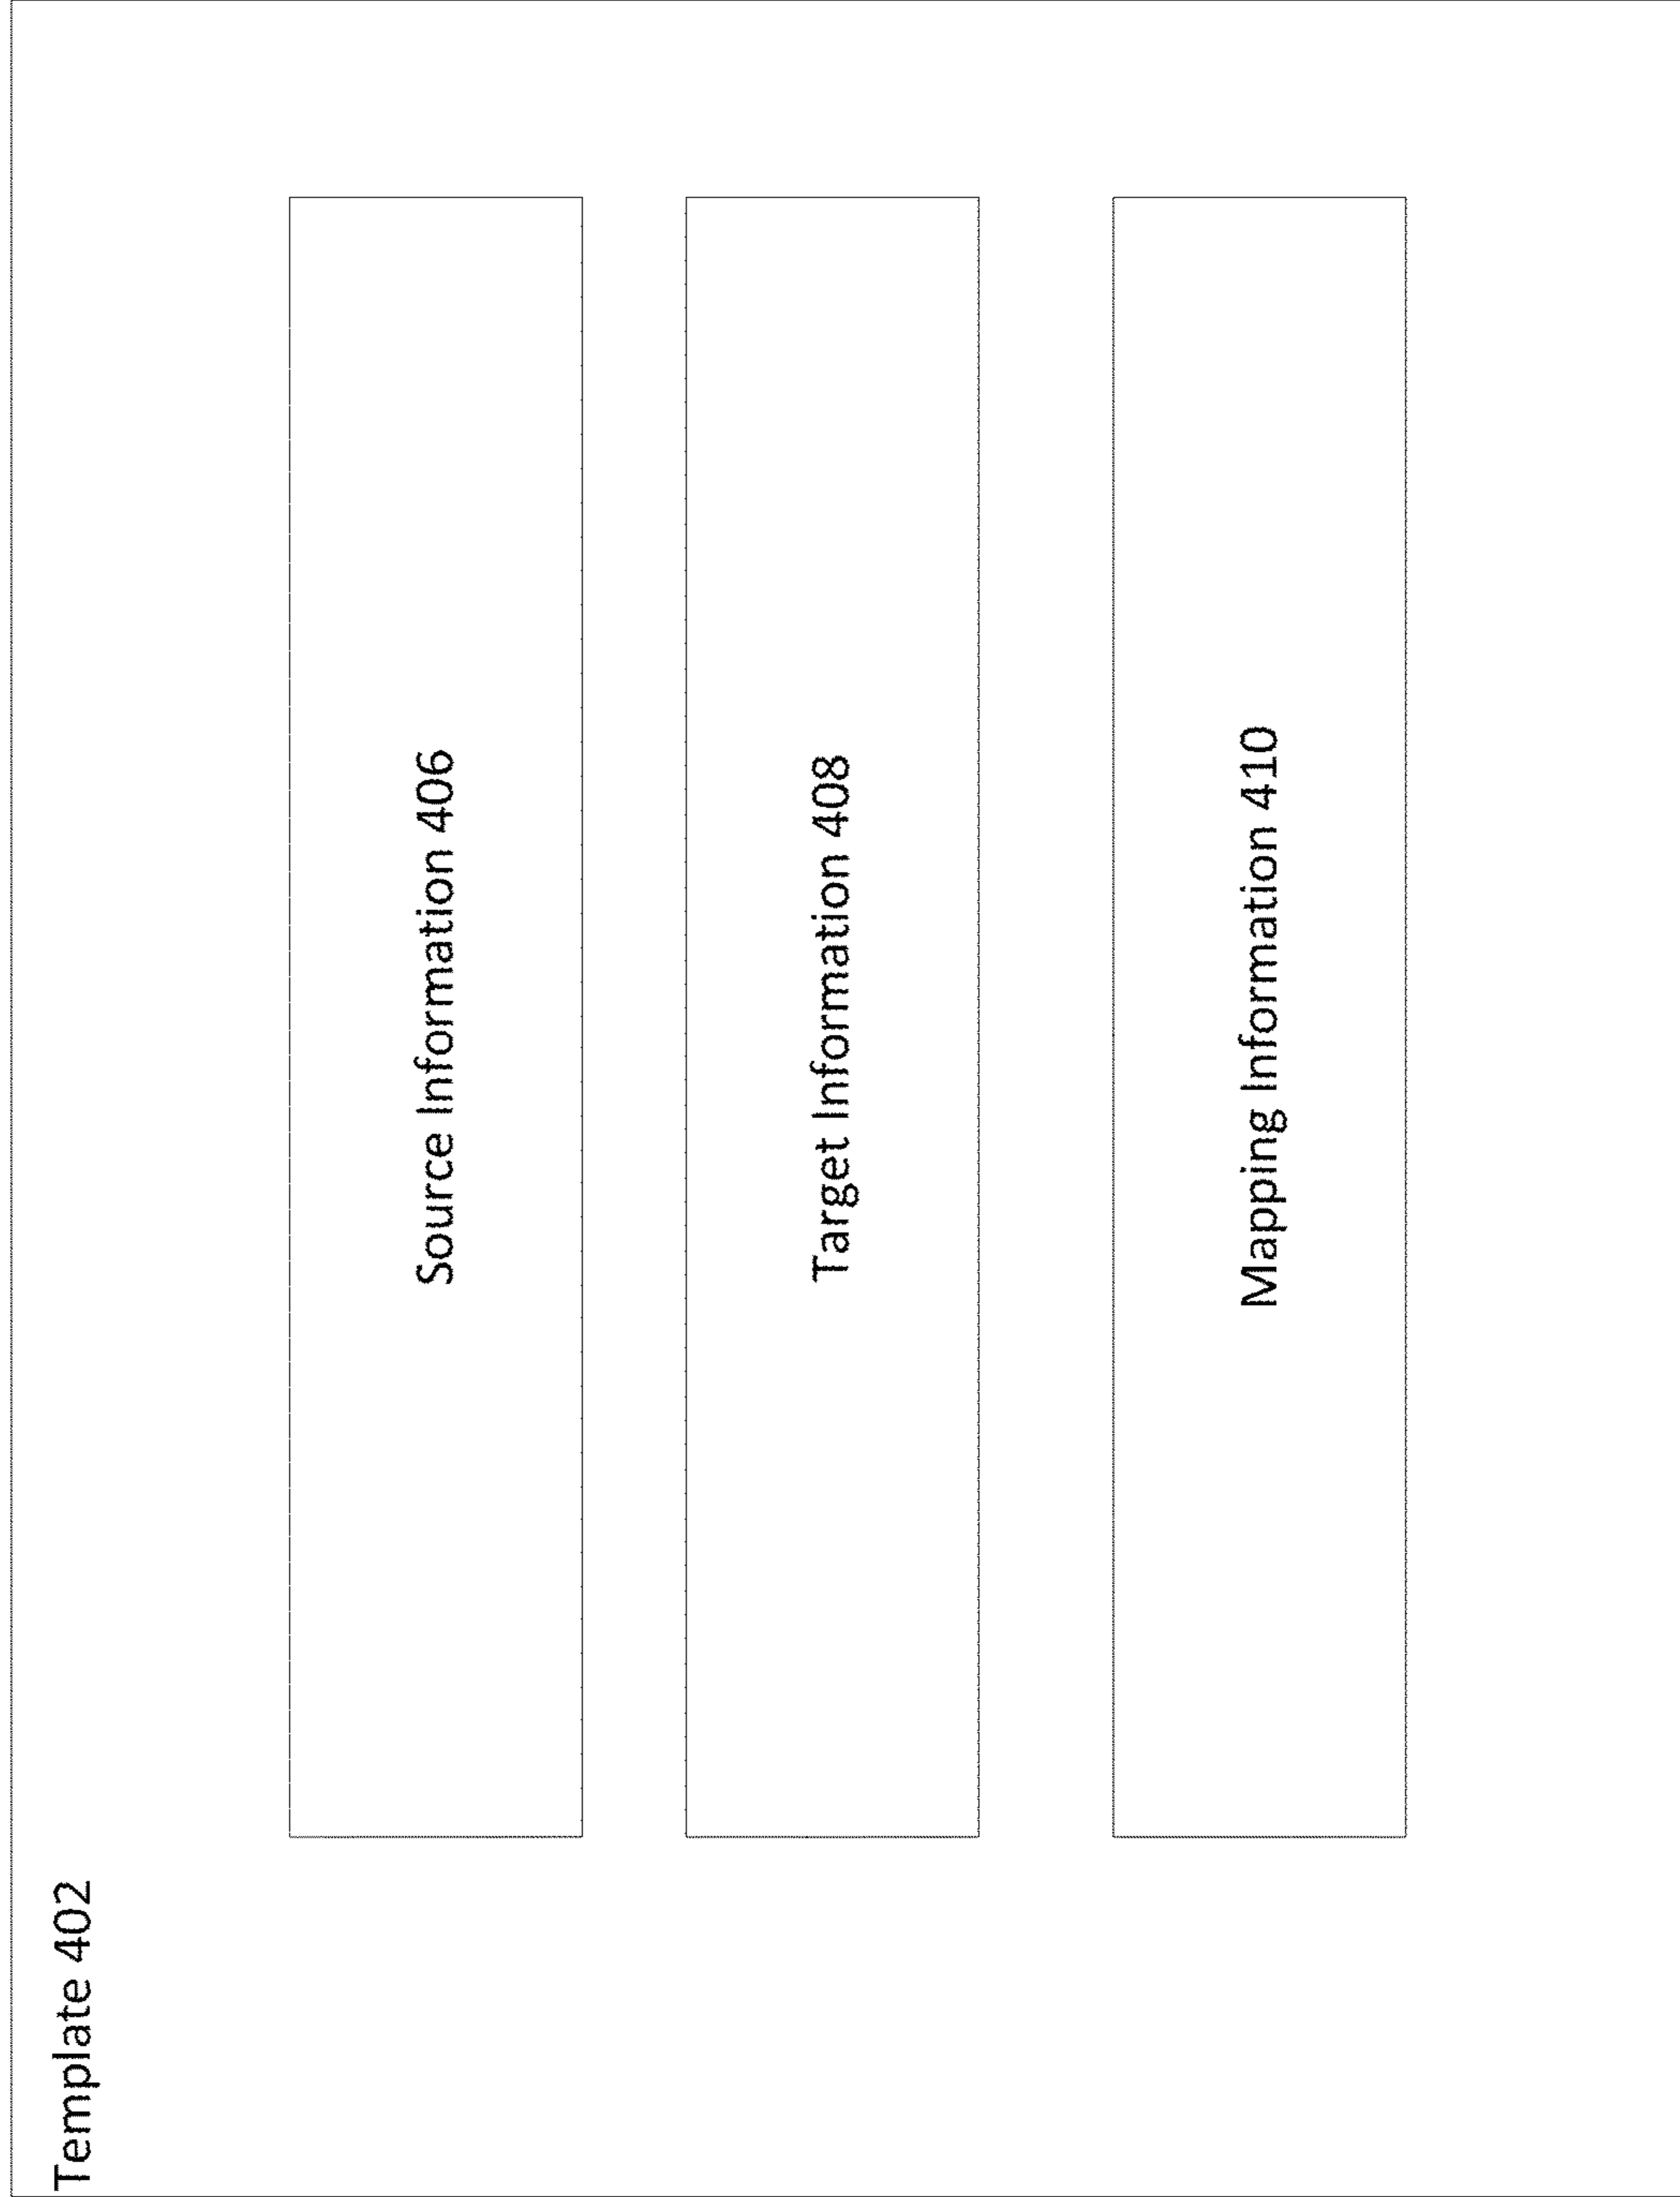 Template 402
Source Information 406
Target Information 408
Mapping Information 410